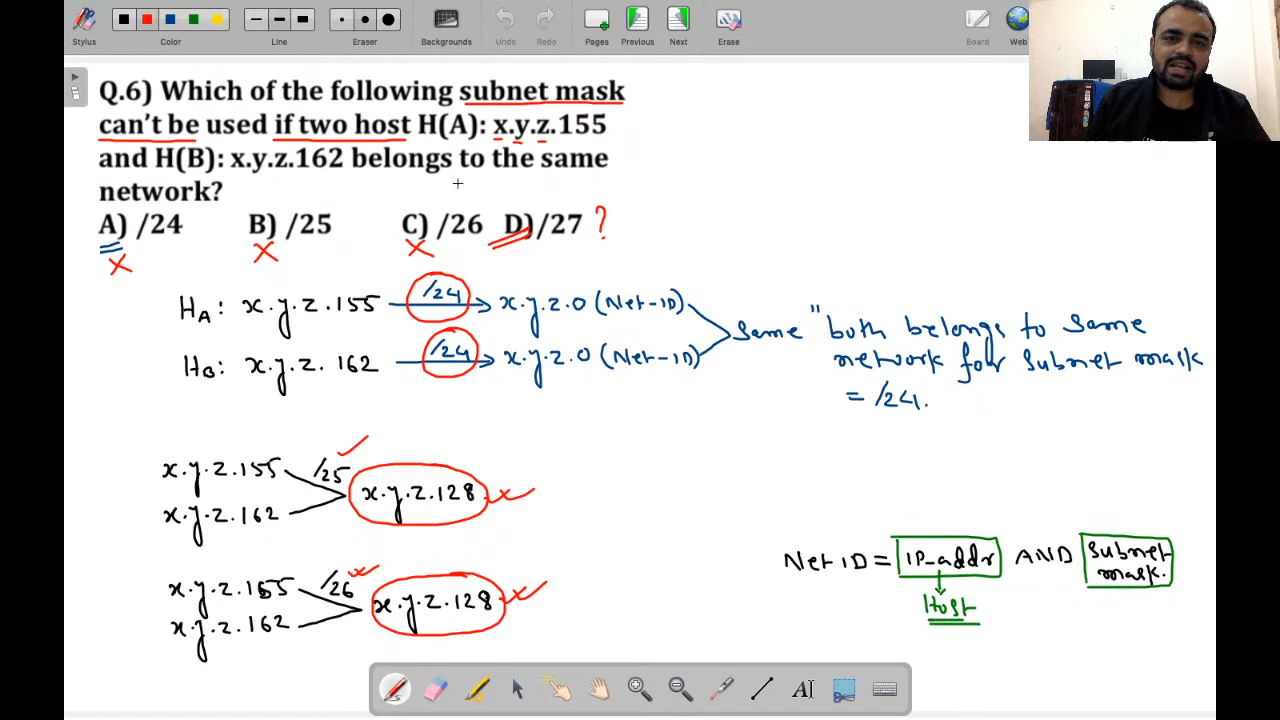 Stylus
Color
Line
Eraser
Backgrounds
Undo
Redo
Pages
Previous
Next
Erase
Board
Web
Q.6) Which of the following subnet mask
can't be used if two host H(A): x.y.z.155
and H(B): x.y.z.162 belongs to the same
network?
A) /24 B) /25 C) /26 D)/27 ?
HA: x.y.z.155 /24 x.y.z.0 (Net-ID)
HB: x.y.z.162 /24 x.y.z.0 (Net-ID)
Same "both belongs to same
network for subnet mask
= /24.
x.y.z.155 /25
x.y.z.128
x.y.z.162
x.y.z.155 /26
x.y.z.128
x.y.z.162
Net ID = IP_addr AND Subnet
mask.
Host